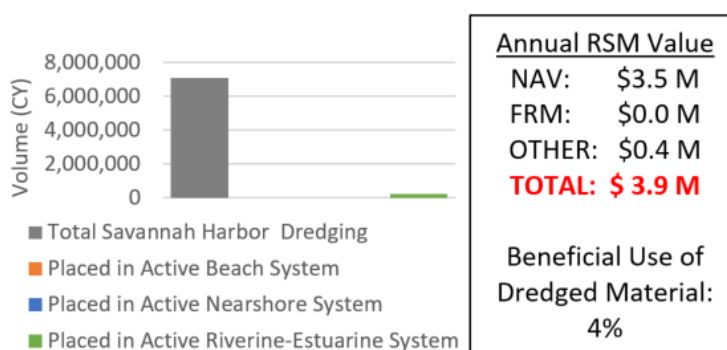 Volume (CY)
8,000,000
6,000,000
4,000,000
2,000,000
0
Total Savannah Harbor Dredging
Placed in Active Beach System
Placed in Active Nearshore System
Placed in Active Riverine-Estuarine System
Annual RSM Value
NAV: $3.5 M
FRM: $0.0 M
OTHER: $0.4 M
TOTAL: $ 3.9 M
Beneficial Use of
Dredged Material:
4%